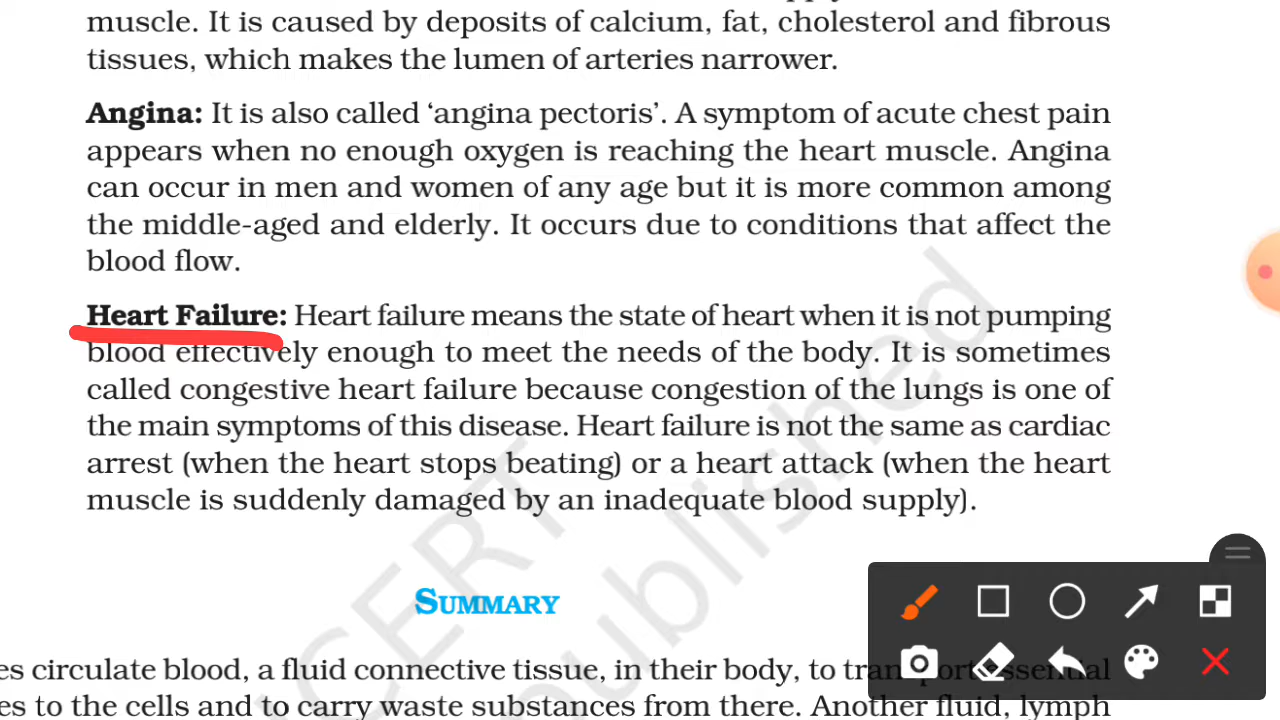 muscle. It is caused by deposits of calcium, fat, cholesterol and fibrous
tissues, which makes the lumen of arteries narrower.
Angina: It is also called ‘angina pectoris’. A symptom of acute chest pain
appears when no enough oxygen is reaching the heart muscle. Angina
can occur in men and women of any age but it is more common among
the middle-aged and elderly. It occurs due to conditions that affect the
blood flow.
Heart Failure: Heart failure means the state of heart when it is not pumping
blood effectively enough to meet the needs of the body. It is sometimes
called congestive heart failure because congestion of the lungs is one of
the main symptoms of this disease. Heart failure is not the same as cardiac
arrest (when the heart stops beating) or a heart attack (when the heart
muscle is suddenly damaged by an inadequate blood supply).
SUMMARY
es circulate blood, a fluid connective tissue, in their body, to transport essential
es to the cells and to carry waste substances from there. Another fluid, lymph